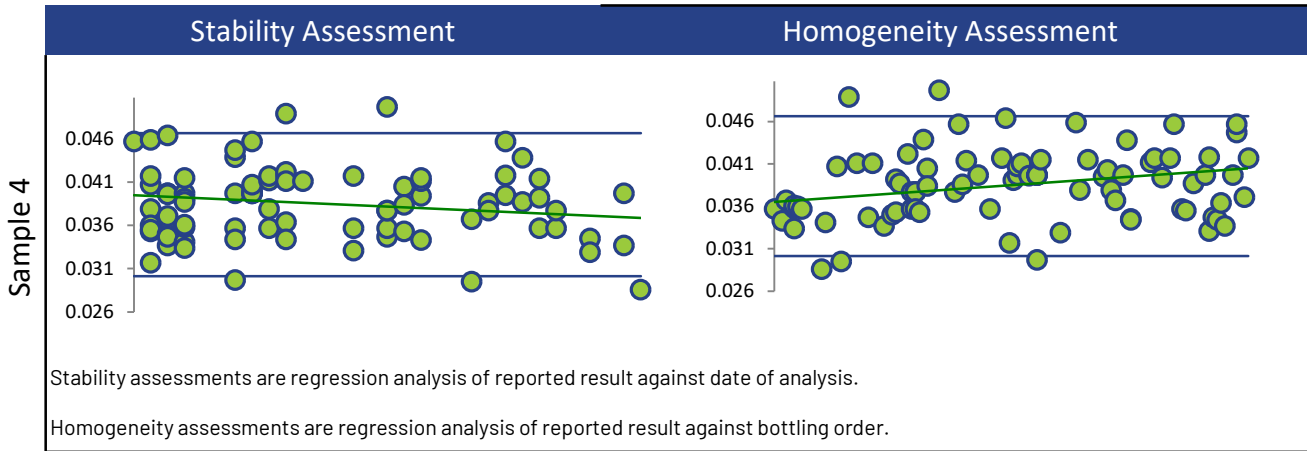 Stability Assessment
Homogeneity Assessment
Sample 4
0.046
0.041
0.036
0.031
0.026
0.046
0.041
0.036
0.031
0.026
Stability assessments are regression analysis of reported result against date of analysis.
Homogeneity assessments are regression analysis of reported result against bottling order.